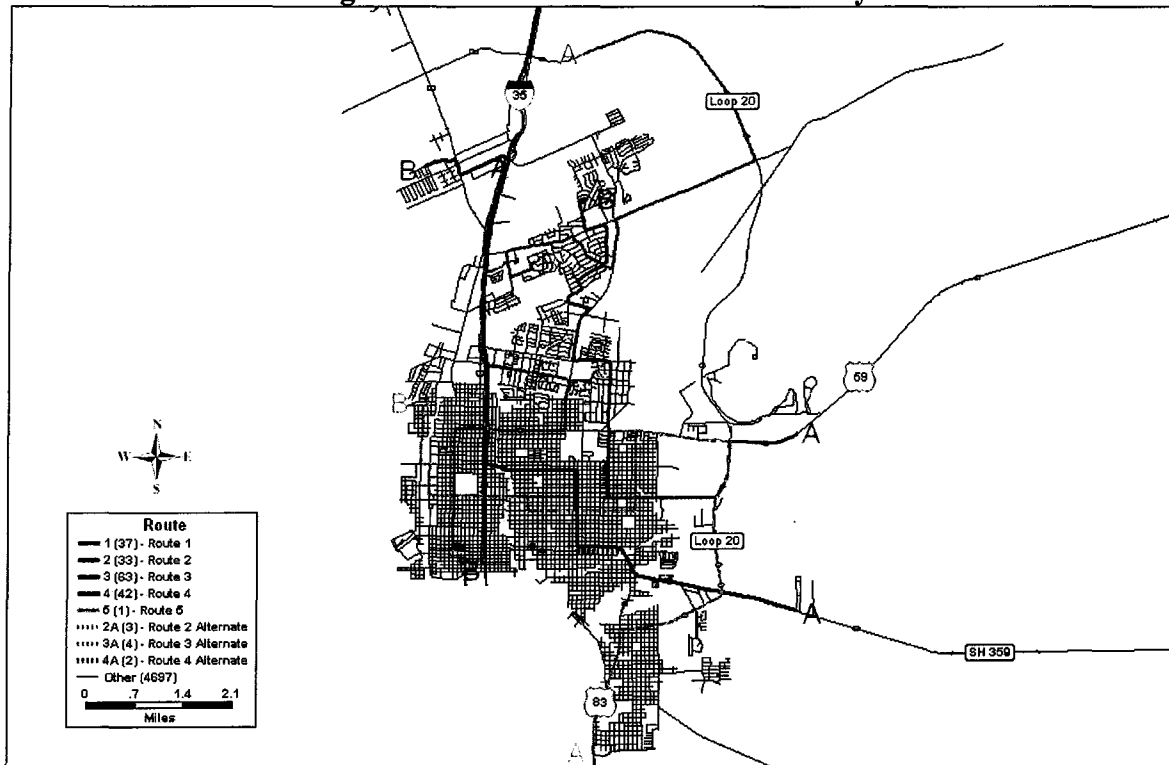 A
35
Loop 20
B
59
B
A
N
W E
S
Loop 20
A
SH 359
83
A
Route
1 (37) - Route 1
2 (33) - Route 2
3 (63) - Route 3
4 (42) - Route 4
5 (1) - Route 5
2A (3) - Route 2 Alternate
3A (4) - Route 3 Alternate
4A (2) - Route 4 Alternate
Other (4697)
0 .7 1.4 2.1
Miles